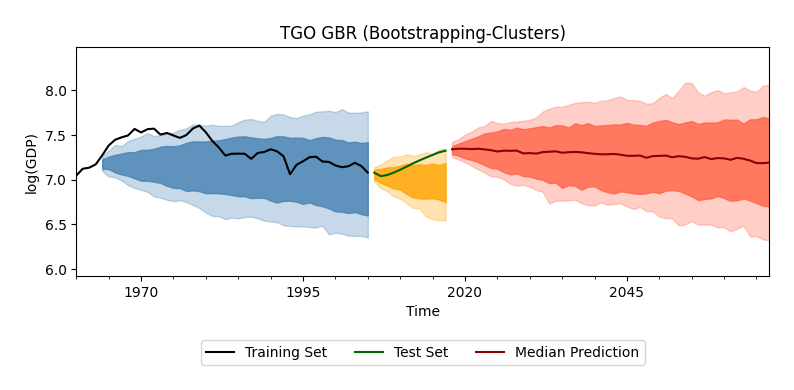 TGO GBR (Bootstrapping-Clusters)
8.0
7.5
7.0
6.5
6.0
log(GDP)
1970 1995 2020 2045
Time
Training Set Test Set Median Prediction